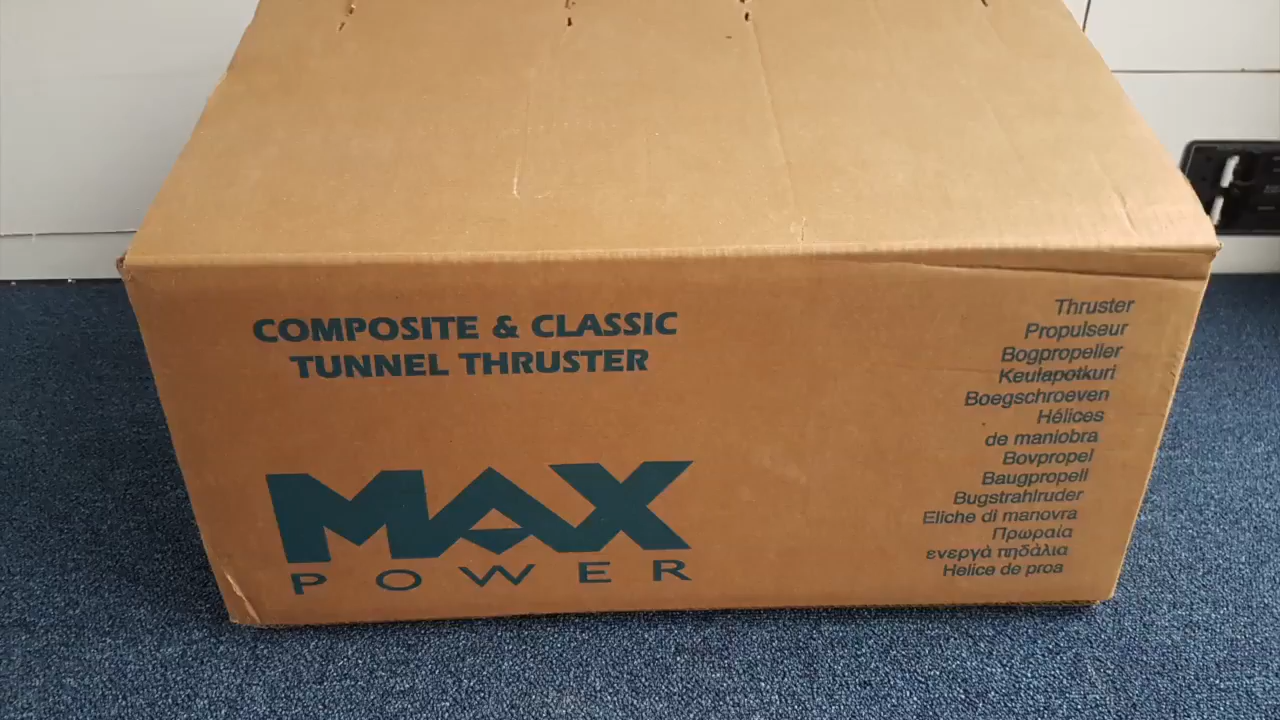 COMPOSITE & CLASSIC
TUNNEL THRUSTER
MAX
POWER
Thruster
Propulseur
Bogpropeller
Keulapotkuri
Boegschroeven
Hélices
de maniobra
Bovpropel
Baugpropell
Bugstrahlruder
Eliche di manovra
Πρωραία
ενεργά πηδάλια
Helice de proa